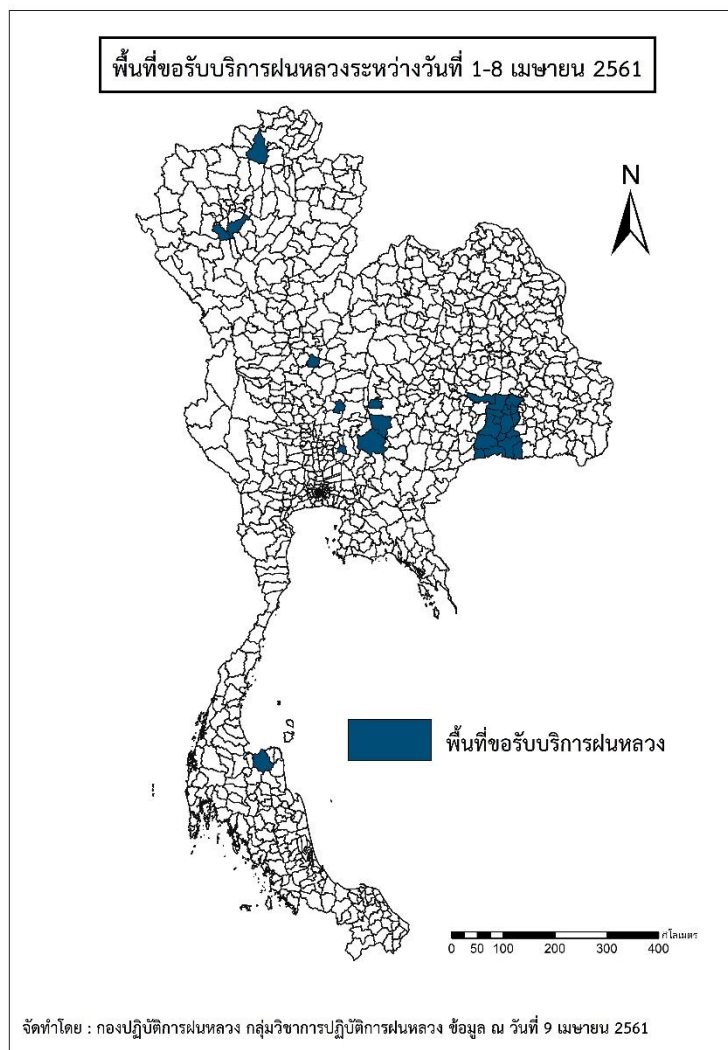 พื้นที่ขอรับบริการฝนหลวงระหว่างวันที่ 1-8 เมษายน 2561
N
พื้นที่ขอรับบริการฝนหลวง
กิโลเมตร
0 25 50 100 200 300 400
จัดทำโดย : กองปฏิบัติการฝนหลวง กลุ่มวิชาการปฏิบัติการฝนหลวง ข้อมูล ณ วันที่ 9 เมษายน 2561